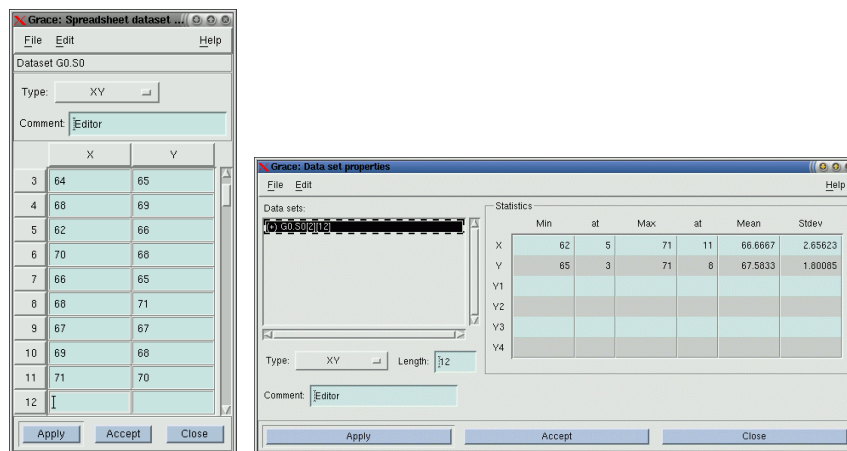 Grace: Spreadsheet dataset ...
File Edit Help
Dataset G0.S0
Type: XY
Comment: Editor
X Y
3 64 65
4 68 69
5 62 66
6 70 68
7 66 65
8 68 71
9 67 67
10 69 68
11 71 70
12
Apply Accept Close
Grace: Data set properties
File Edit Help
Data sets:
(+) G0.S0[2][12]
Type: XY Length: 12
Comment: Editor
Statistics
Min at Max at Mean Stdev
X 62 5 71 11 66.6667 2.65623
Y 65 3 71 8 67.5833 1.80085
Y1
Y2
Y3
Y4
Apply Accept Close